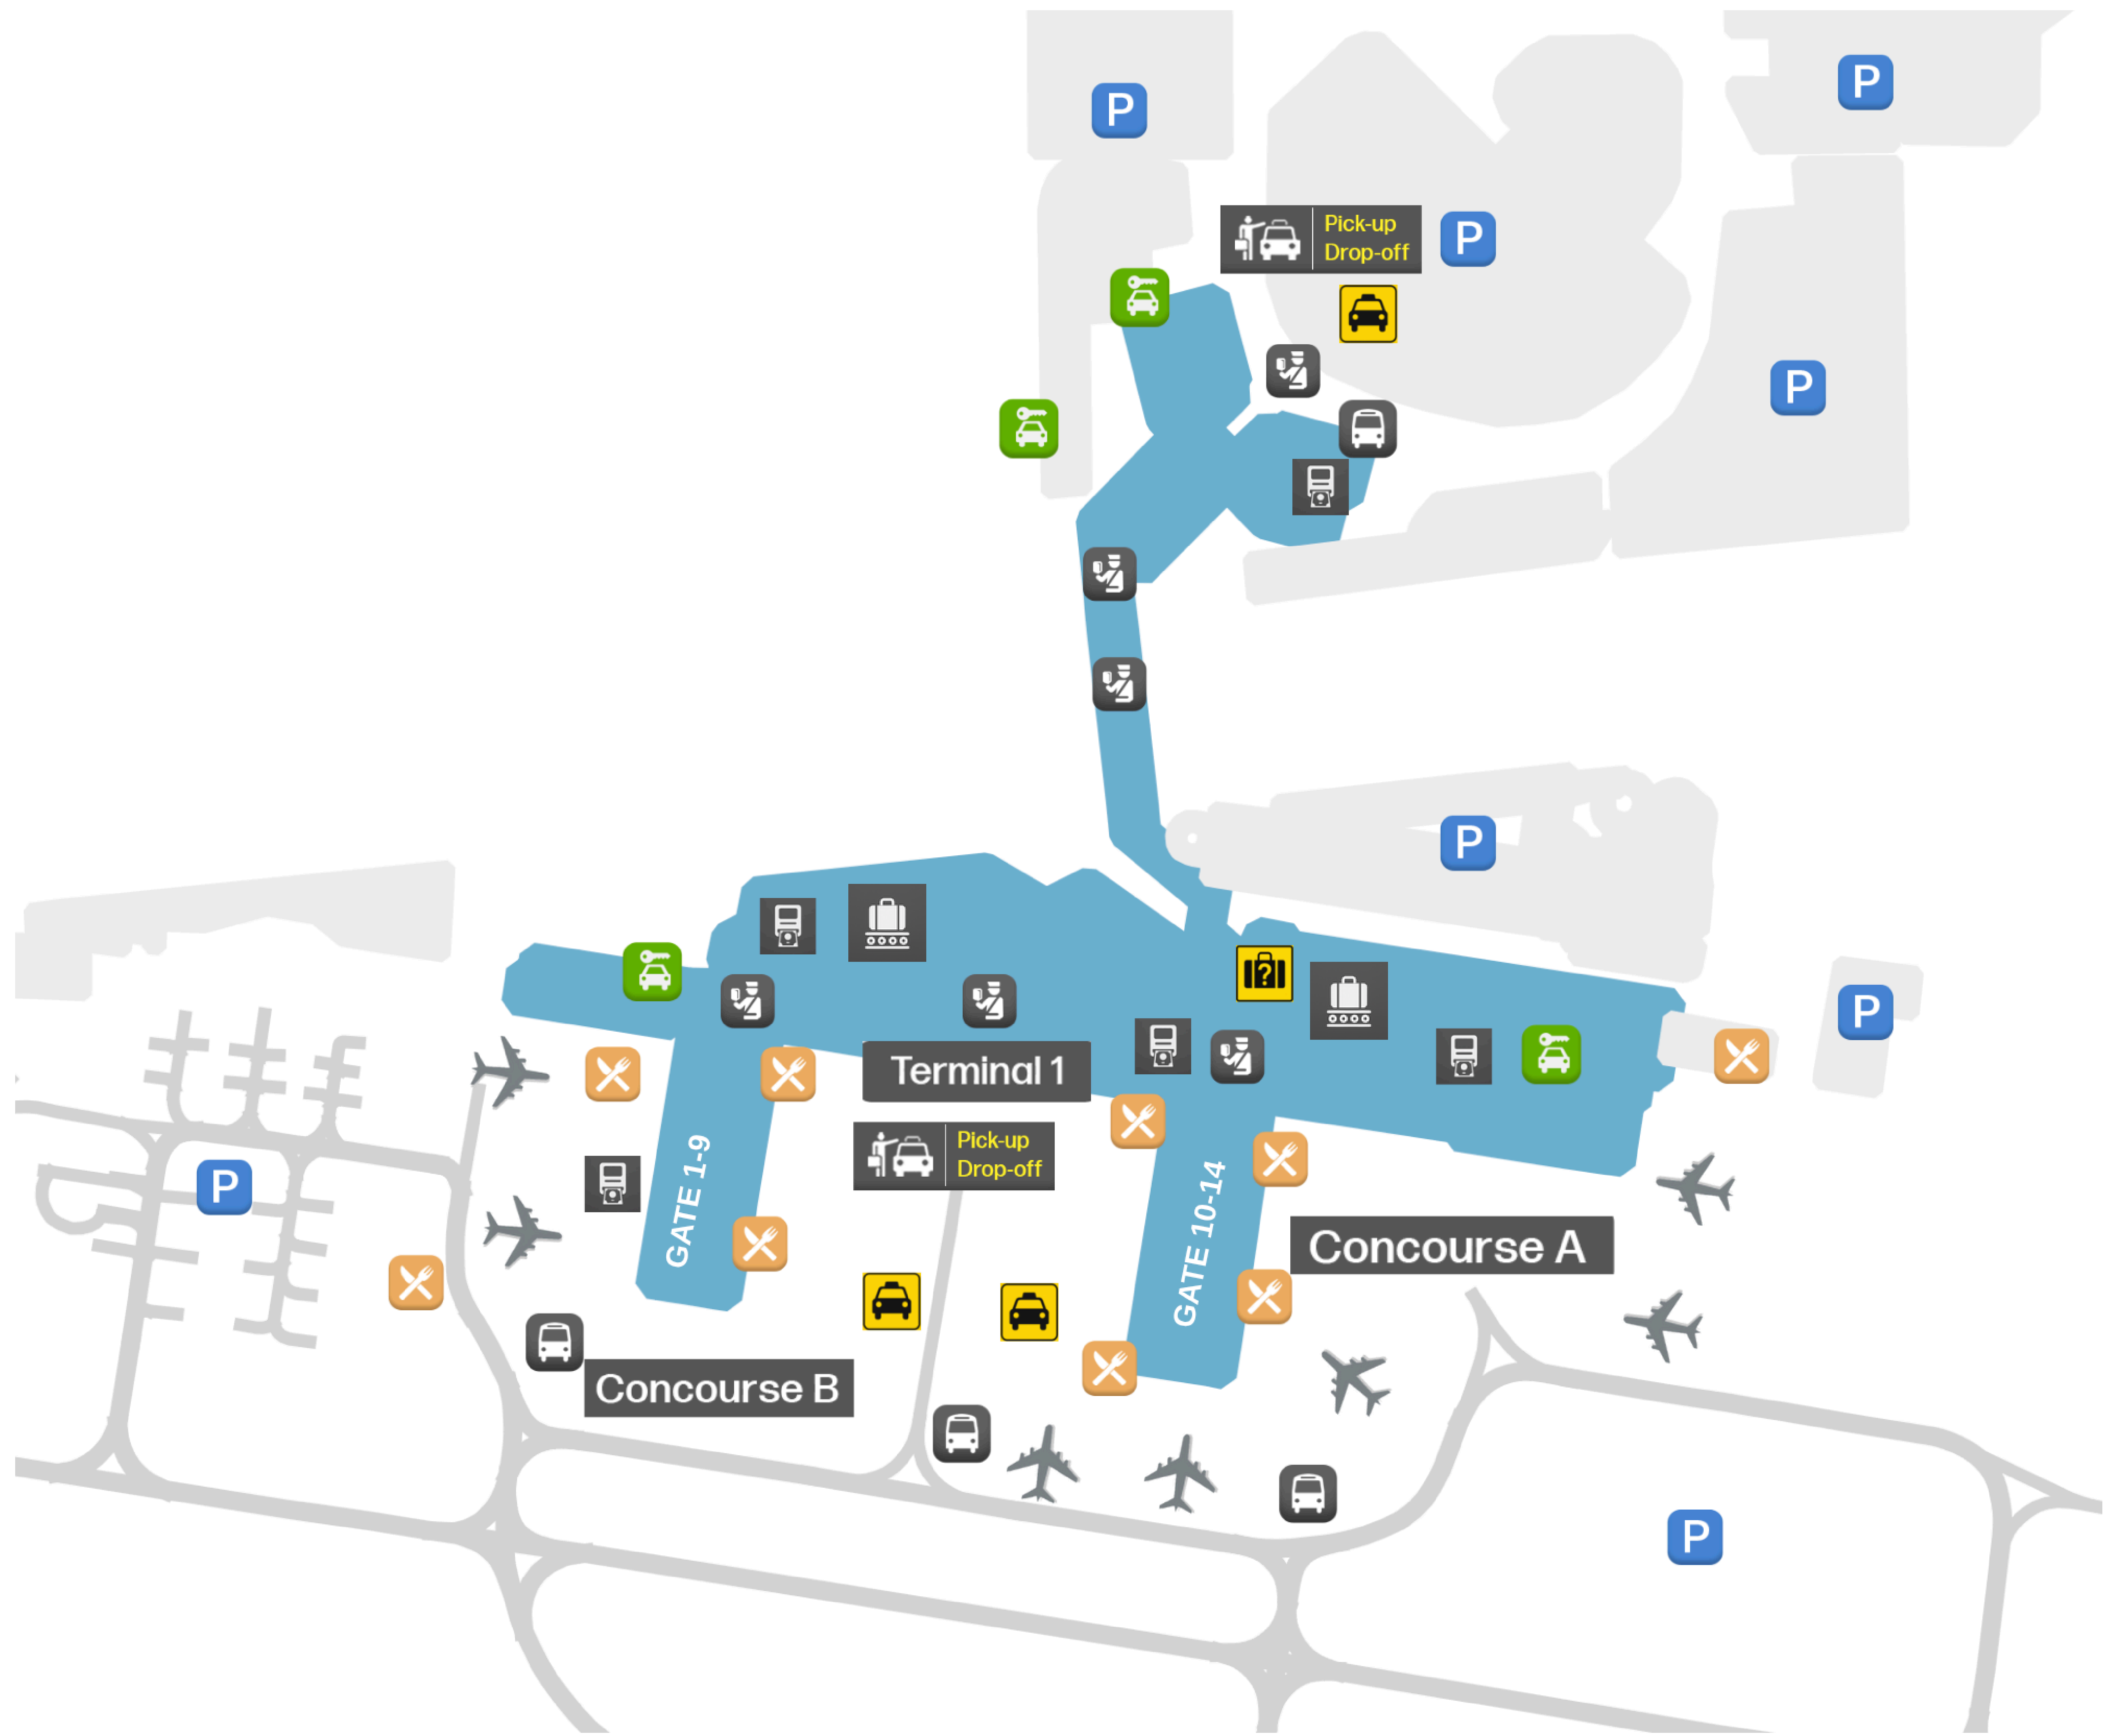 P
P
Pick-up
Drop-off
P
P
P
P
?
Terminal 1
Pick-up
Drop-off
GATE 1-9
GATE 10-14
P
Concourse A
Concourse B
P